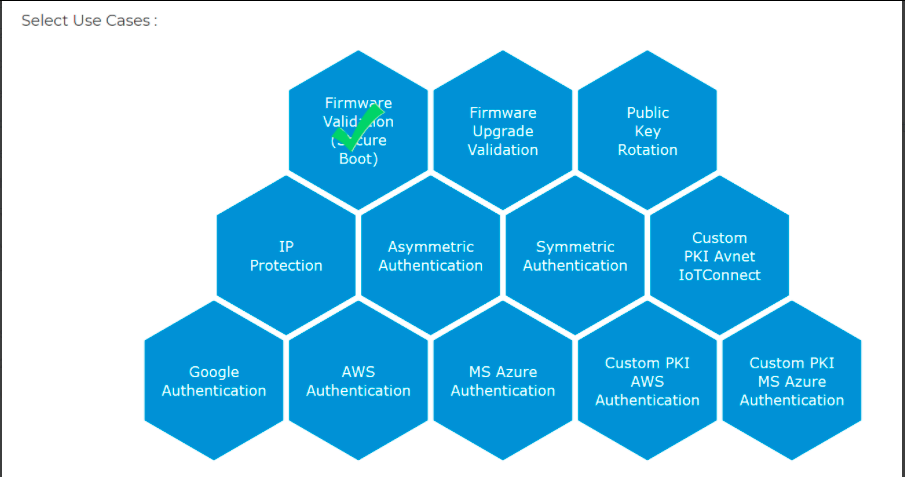 Select Use Cases :
Firmware
Validation
(Secure
Boot)
Firmware
Upgrade
Validation
Public
Key
Rotation
IP
Protection
Asymmetric
Authentication
Symmetric
Authentication
Custom
PKI Avnet
IoTConnect
Google
Authentication
AWS
Authentication
MS Azure
Authentication
Custom PKI
AWS
Authentication
Custom PKI
MS Azure
Authentication